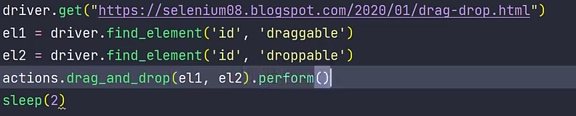 driver.get("https://selenium08.blogspot.com/2020/01/drag-drop.html")
el1 = driver.find_element('id', 'draggable')
el2 = driver.find_element('id', 'droppable')
actions.drag_and_drop(el1, el2).perform()
sleep(2)